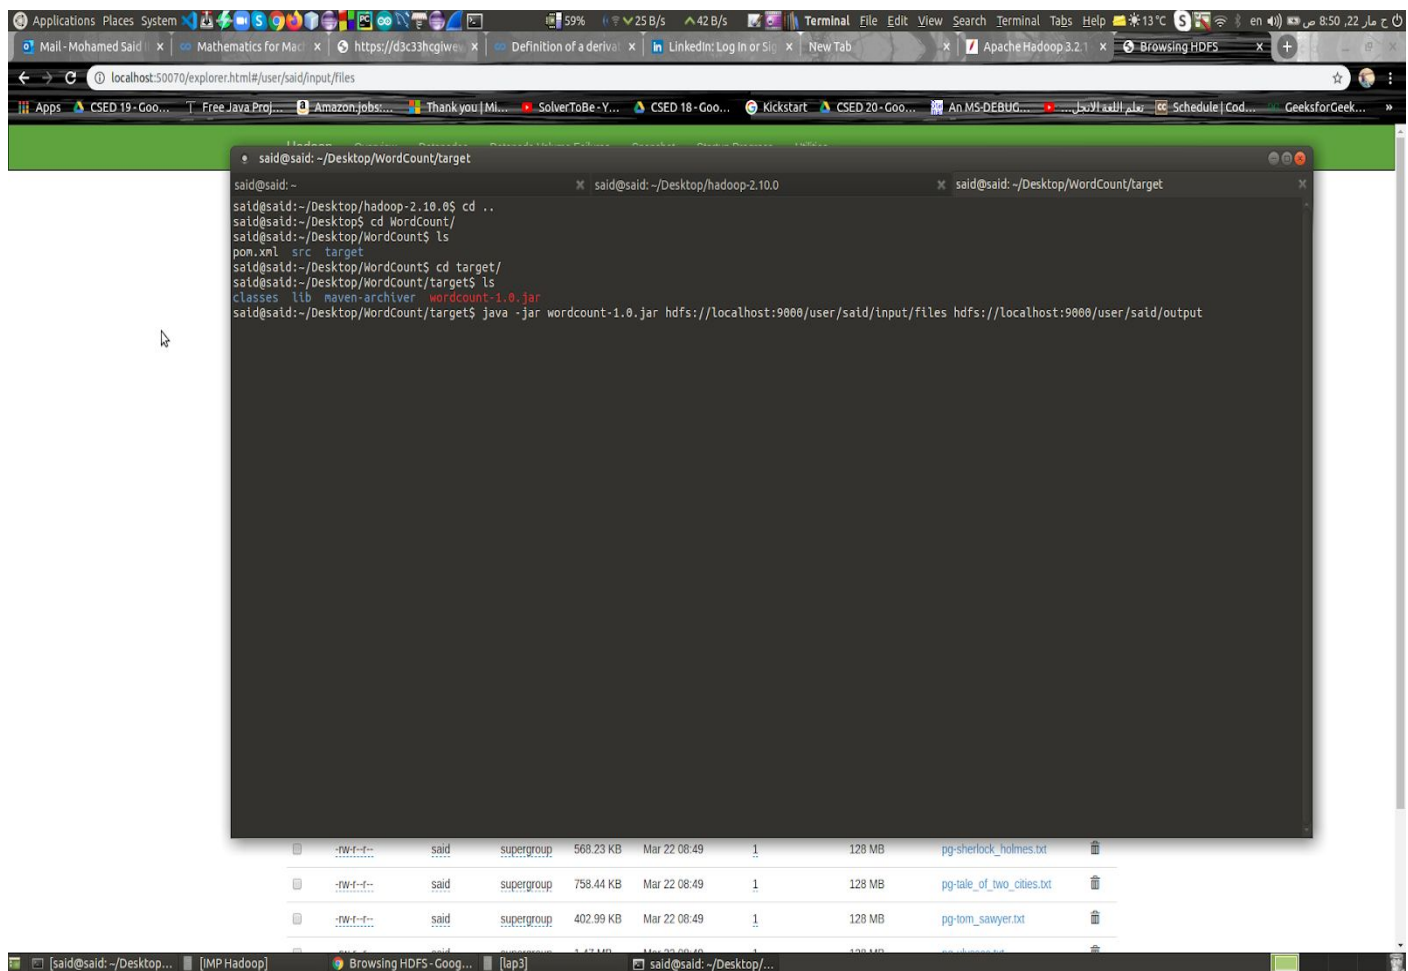 Applications Places System 59% 25 B/s 42 B/s Terminal File Edit View Search Terminal Tabs Help 13°C en ح مار 22, 8:50 ص
Mail - Mohamed Said Mathematics for Mac https://d3c33hcgiwe Definition of a deriva LinkedIn: Log In or Sig New Tab Apache Hadoop 3.2.1 Browsing HDFS
localhost:50070/explorer.html#/user/said/input/files
Apps CSED 19 - Goo... Free Java Proj... Amazon.jobs:... Thank you | Mi... SolverToBe - Y... CSED 18 - Goo... Kickstart CSED 20 - Goo... An MS-DEBUG... تعلم اللغة الانجل... Schedule | Cod... GeeksforGeek... »
said@said: ~/Desktop/WordCount/target
said@said: ~ said@said: ~/Desktop/hadoop-2.10.0 said@said: ~/Desktop/WordCount/target
said@said:~/Desktop/hadoop-2.10.0$ cd ..
said@said:~/Desktop$ cd WordCount/
said@said:~/Desktop/WordCount$ ls
pom.xml src target
said@said:~/Desktop/WordCount$ cd target/
said@said:~/Desktop/WordCount/target$ ls
classes lib maven-archiver wordcount-1.0.jar
said@said:~/Desktop/WordCount/target$ java -jar wordcount-1.0.jar hdfs://localhost:9000/user/said/input/files hdfs://localhost:9000/user/said/output
-rw-r--r-- said supergroup 568.23 KB Mar 22 08:49 1 128 MB pg-sherlock_holmes.txt
-rw-r--r-- said supergroup 758.44 KB Mar 22 08:49 1 128 MB pg-tale_of_two_cities.txt
-rw-r--r-- said supergroup 402.99 KB Mar 22 08:49 1 128 MB pg-tom_sawyer.txt
[said@said: ~/Desktop... [IMP Hadoop] Browsing HDFS - Goog... [lap3] said@said: ~/Desktop/...